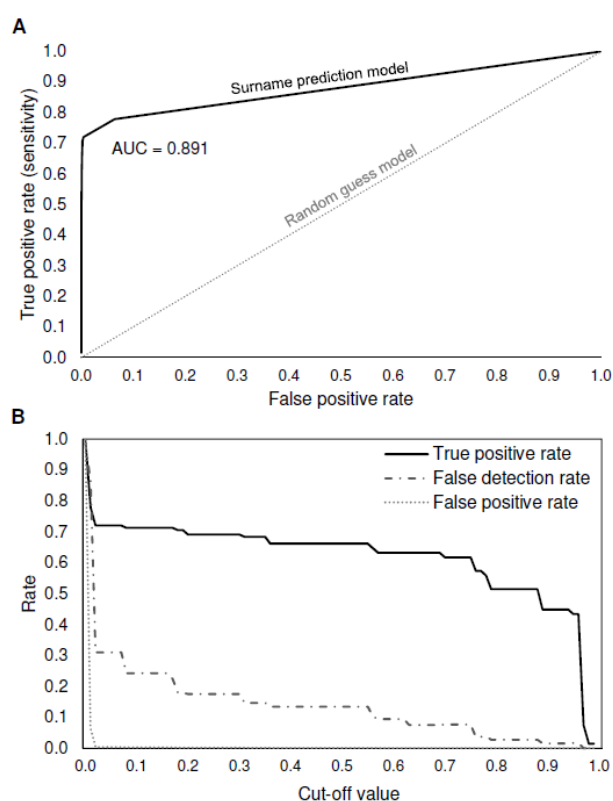 A
1.0
0.9
0.8
0.7
0.6
0.5
0.4
0.3
0.2
0.1
0.0
True positive rate (sensitivity)
Surname prediction model
AUC = 0.891
Random guess model
0.0 0.1 0.2 0.3 0.4 0.5 0.6 0.7 0.8 0.9 1.0
False positive rate
B
1.0
0.9
0.8
0.7
0.6
0.5
0.4
0.3
0.2
0.1
0.0
Rate
True positive rate
False detection rate
False positive rate
0.0 0.1 0.2 0.3 0.4 0.5 0.6 0.7 0.8 0.9 1.0
Cut-off value